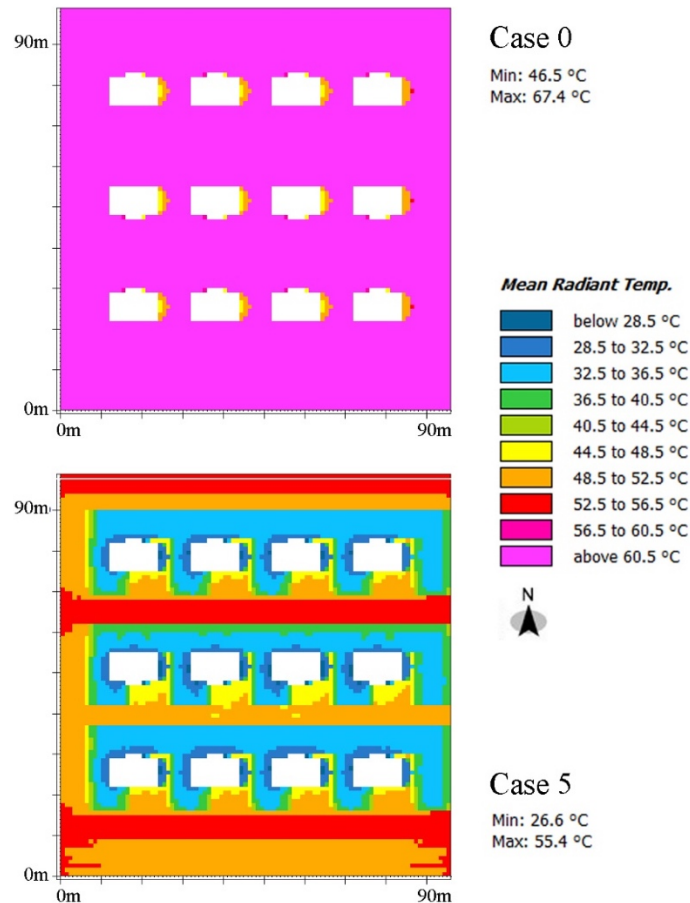 90m
0m
0m
90m
Case 0
Min: 46.5 °C
Max: 67.4 °C
Mean Radiant Temp.
below 28.5 °C
28.5 to 32.5 °C
32.5 to 36.5 °C
36.5 to 40.5 °C
40.5 to 44.5 °C
44.5 to 48.5 °C
48.5 to 52.5 °C
52.5 to 56.5 °C
56.5 to 60.5 °C
above 60.5 °C
N
90m
0m
0m
90m
Case 5
Min: 26.6 °C
Max: 55.4 °C